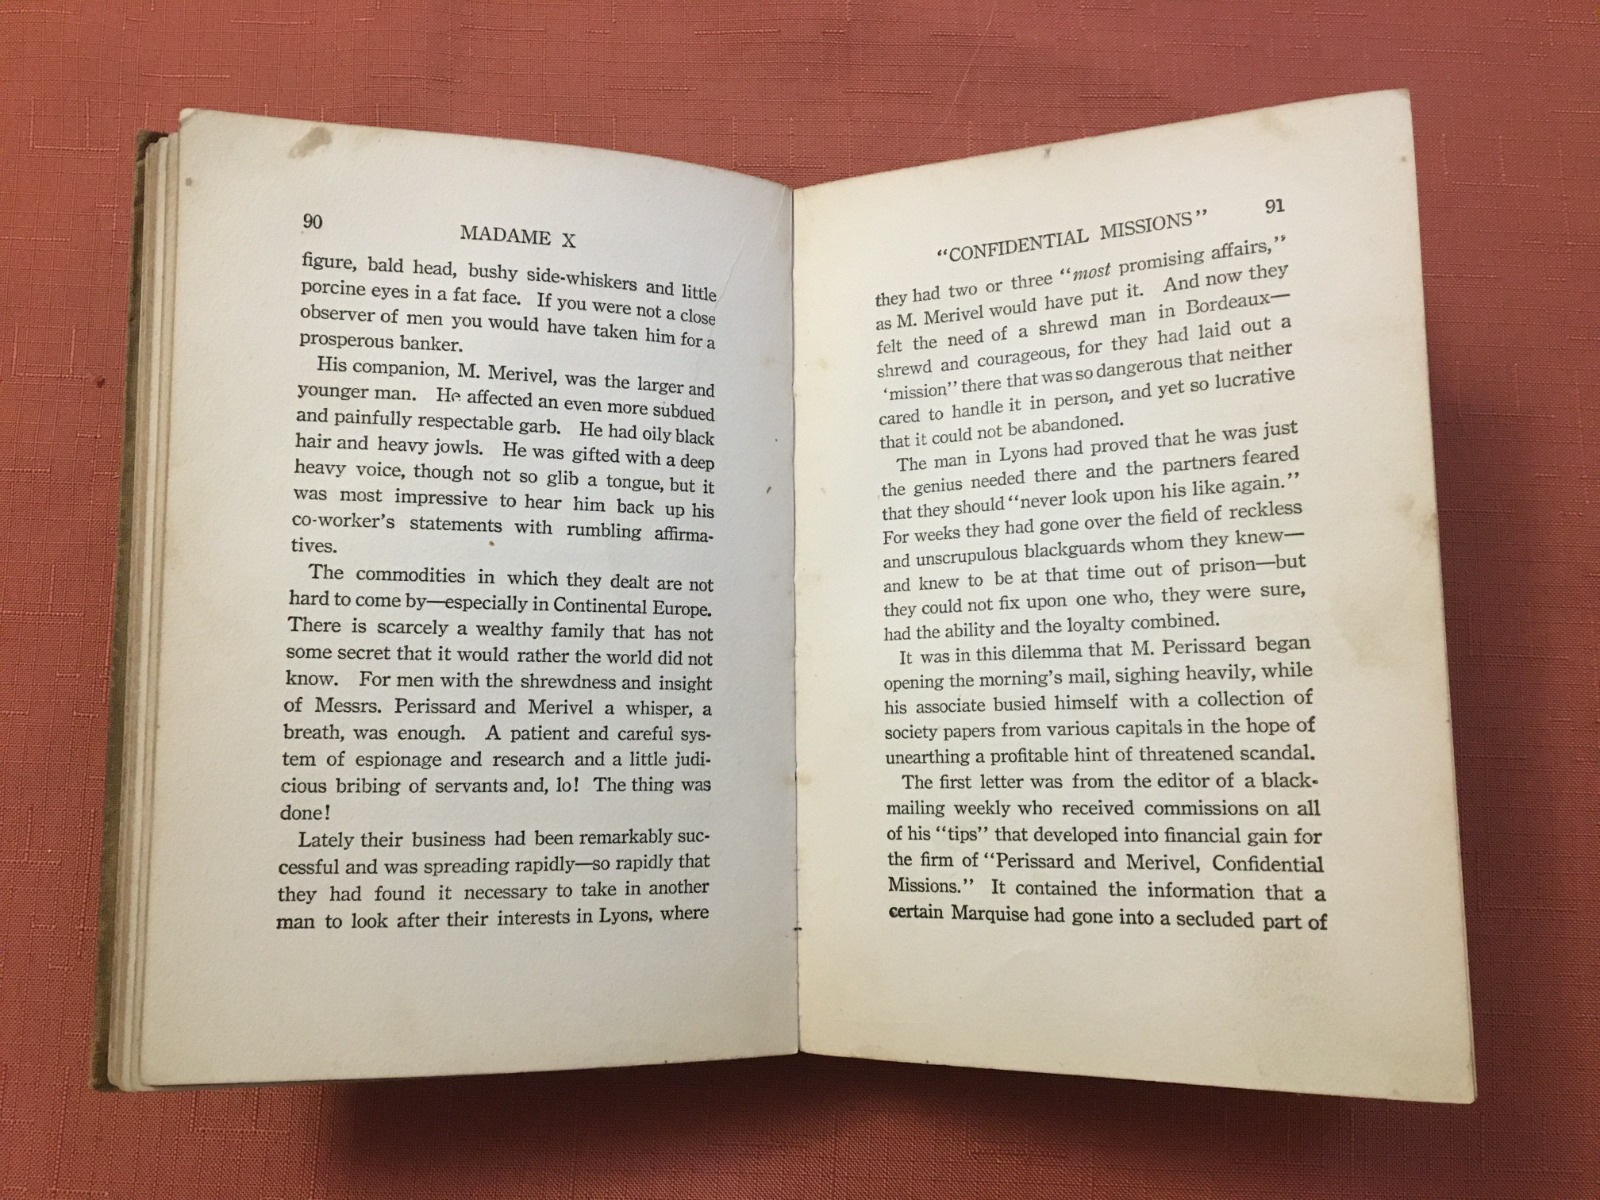 90
MADAME X
figure, bald head, bushy side-whiskers and little
porcine eyes in a fat face. If you were not a close
observer of men you would have taken him for a
prosperous banker.
His companion, M. Merivel, was the larger and
younger man. He affected an even more subdued
and painfully respectable garb. He had oily black
hair and heavy jowls. He was gifted with a deep
heavy voice, though not so glib a tongue, but it
was most impressive to hear him back up his
co-worker's statements with rumbling affirma-
tives.
The commodities in which they dealt are not
hard to come by—especially in Continental Europe.
There is scarcely a wealthy family that has not
some secret that it would rather the world did not
know. For men with the shrewdness and insight
of Messrs. Perissard and Merivel a whisper, a
breath, was enough. A patient and careful sys-
tem of espionage and research and a little judi-
cious bribing of servants and, lo! The thing was
done!
Lately their business had been remarkably suc-
cessful and was spreading rapidly—so rapidly that
they had found it necessary to take in another
man to look after their interests in Lyons, where
"CONFIDENTIAL MISSIONS"
91
they had two or three "most promising affairs,"
as M. Merivel would have put it. And now they
felt the need of a shrewd man in Bordeaux—
shrewd and courageous, for they had laid out a
'mission" there that was so dangerous that neither
cared to handle it in person, and yet so lucrative
that it could not be abandoned.
The man in Lyons had proved that he was just
the genius needed there and the partners feared
that they should "never look upon his like again."
For weeks they had gone over the field of reckless
and unscrupulous blackguards whom they knew—
and knew to be at that time out of prison—but
they could not fix upon one who, they were sure,
had the ability and the loyalty combined.
It was in this dilemma that M. Perissard began
opening the morning's mail, sighing heavily, while
his associate busied himself with a collection of
society papers from various capitals in the hope of
unearthing a profitable hint of threatened scandal.
The first letter was from the editor of a black-
mailing weekly who received commissions on all
of his "tips" that developed into financial gain for
the firm of "Perissard and Merivel, Confidential
Missions." It contained the information that a
certain Marquise had gone into a secluded part of